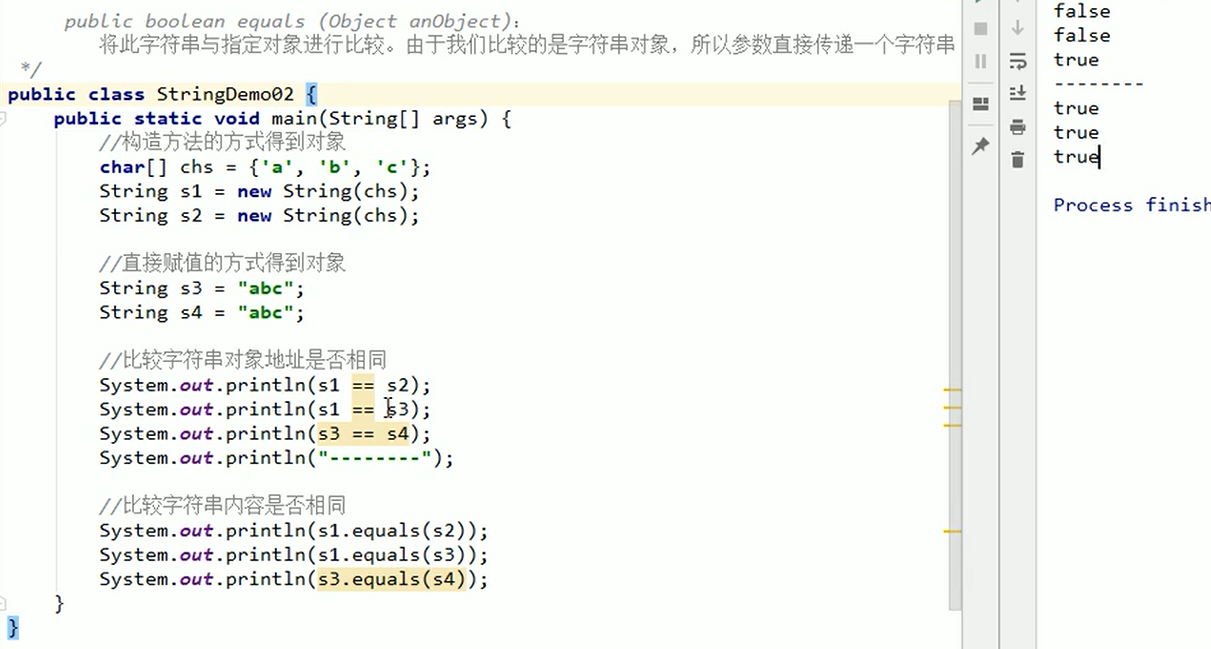 public boolean equals (Object anObject):
将此字符串与指定对象进行比较。由于我们比较的是字符串对象，所以参数直接传递一个字符串
*/
public class StringDemo02 {
public static void main(String[] args) {
//构造方法的方式得到对象
char[] chs = {'a', 'b', 'c'};
String s1 = new String(chs);
String s2 = new String(chs);
//直接赋值的方式得到对象
String s3 = "abc";
String s4 = "abc";
//比较字符串对象地址是否相同
System.out.println(s1 == s2);
System.out.println(s1 == s3);
System.out.println(s3 == s4);
System.out.println("--------");
//比较字符串内容是否相同
System.out.println(s1.equals(s2));
System.out.println(s1.equals(s3));
System.out.println(s3.equals(s4));
}
}
false
false
true
--------
true
true
true
Process finish